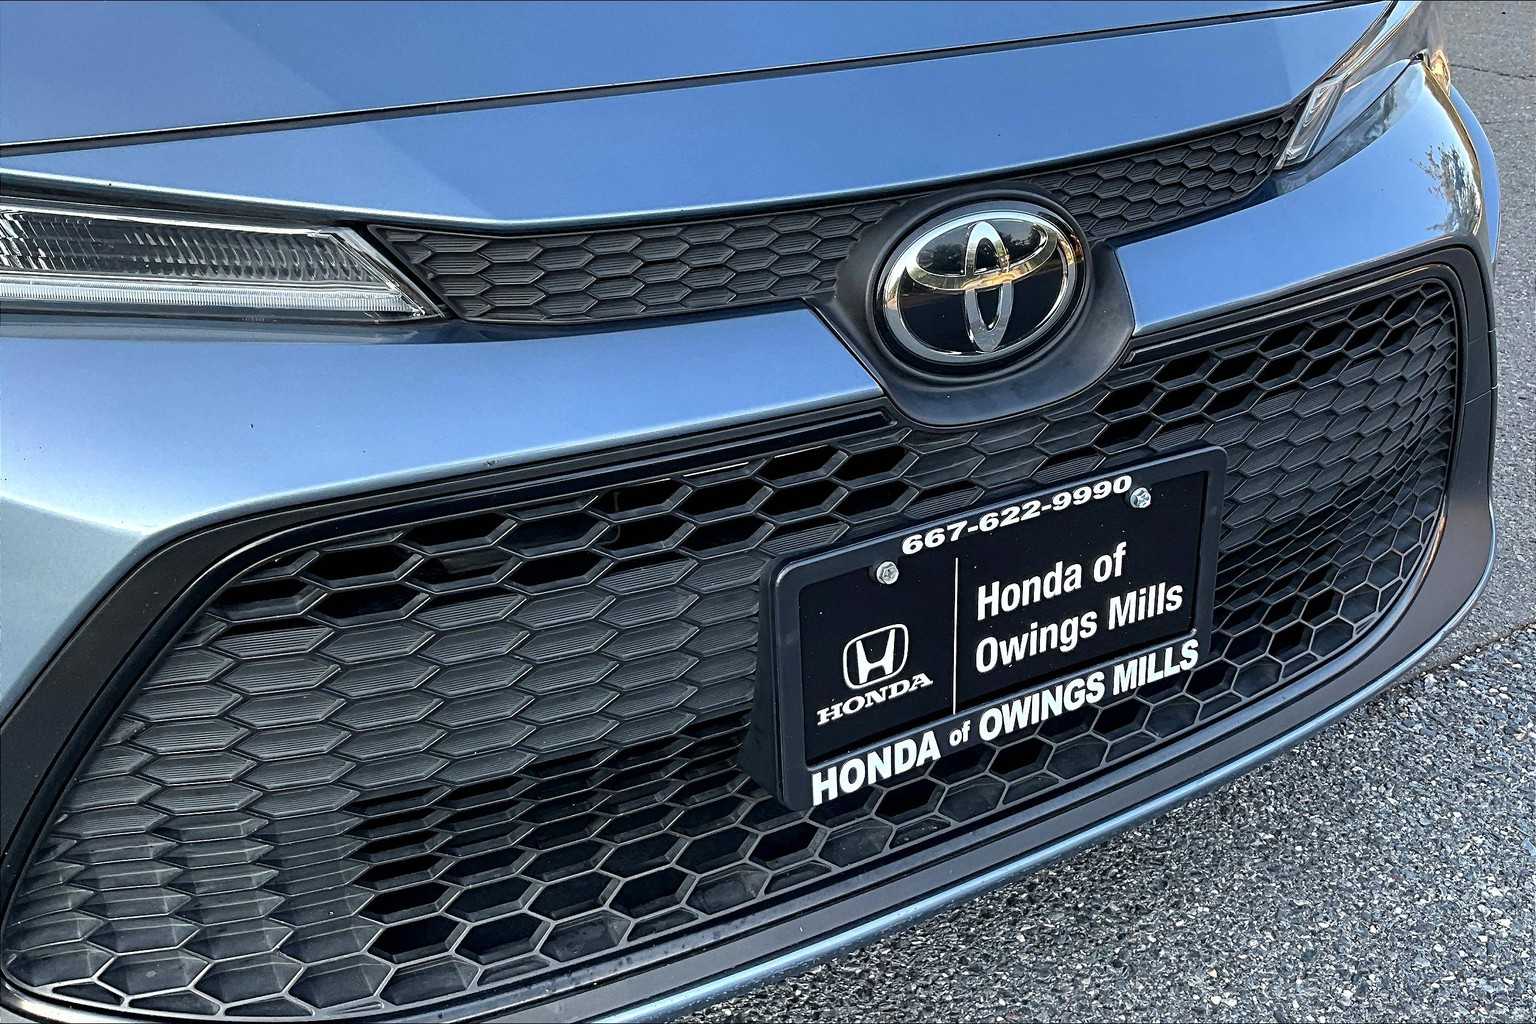 667-622-9990
Honda of
Owings Mills
HONDA
HONDA of OWINGS MILLS